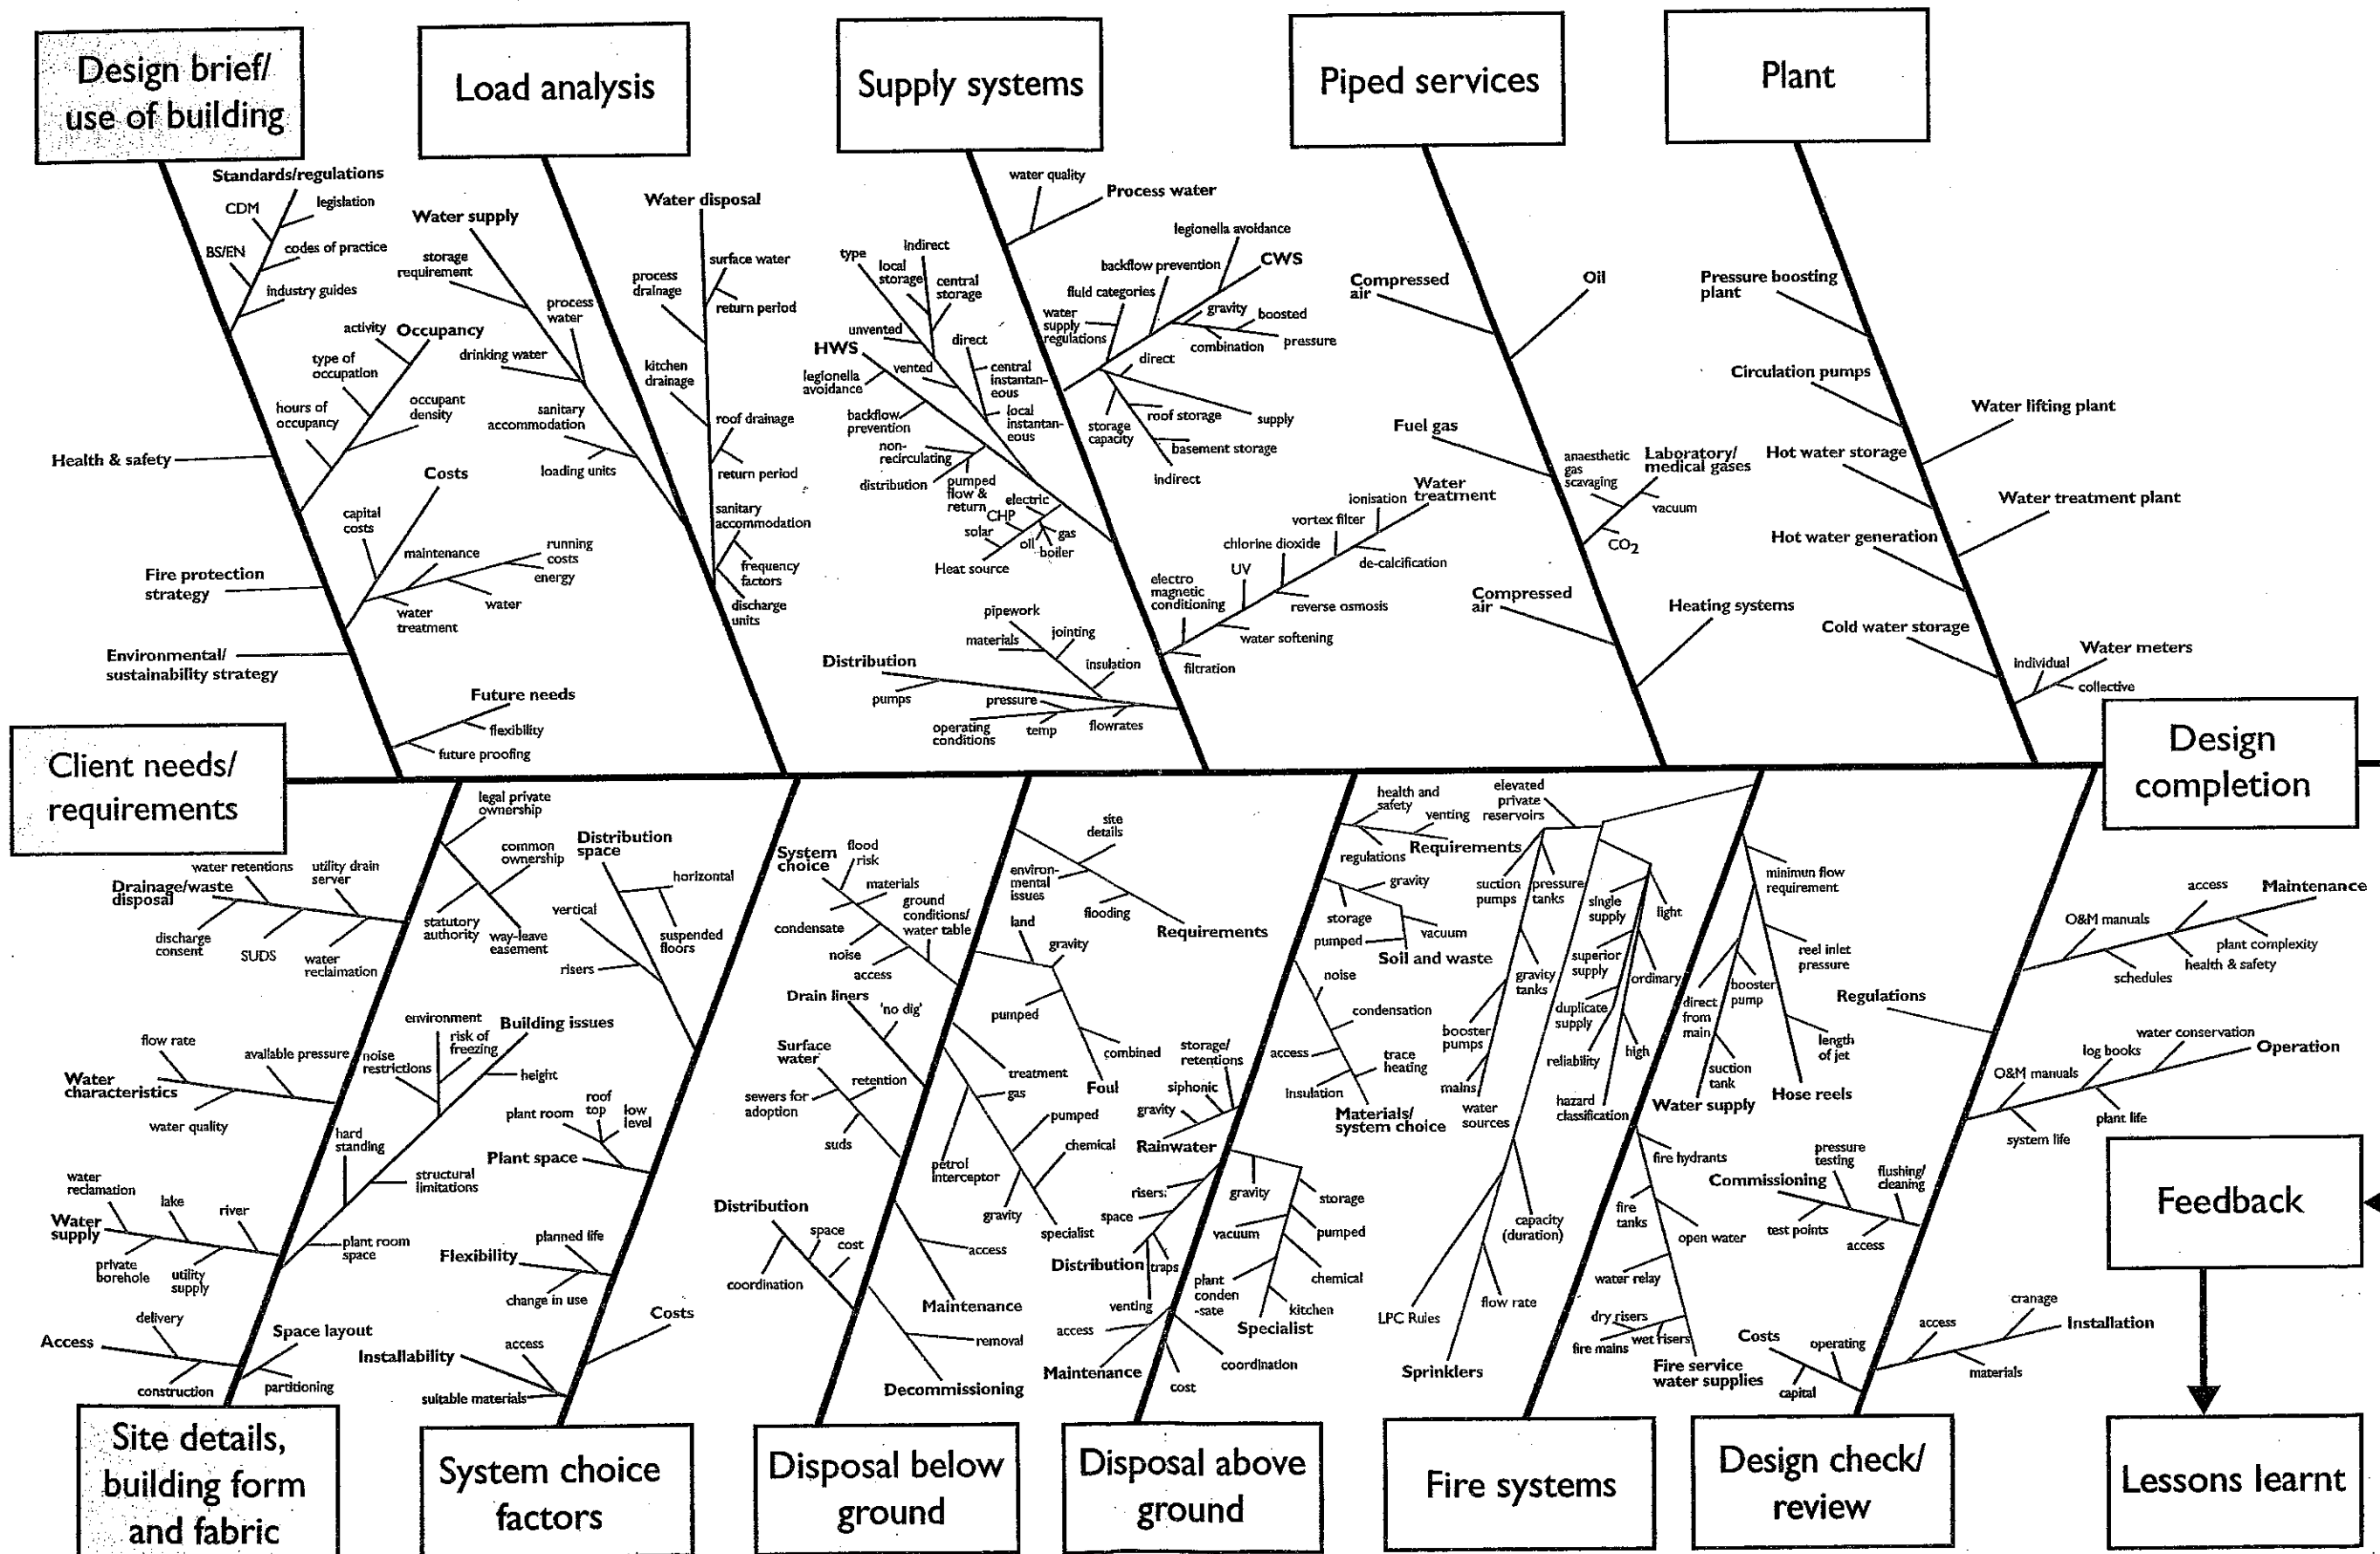 Design brief/
use of building
Load analysis
Supply systems
Piped services
Plant
Standards/regulations
CDM
legislation
BS/EN
codes of practice
industry guides
activity
Occupancy
type of
occupation
hours of
occupancy
occupant
density
Health & safety
Costs
capital
costs
maintenance
running
costs
energy
water
water
treatment
Fire protection
strategy
Environmental/
sustainability strategy
Future needs
flexibility
future proofing
Water supply
storage
requirement
process
water
drinking water
sanitary
accommodation
loading units
Water disposal
surface water
process
drainage
return period
kitchen
drainage
roof drainage
return period
sanitary
accommodation
frequency
factors
discharge
units
water quality
Process water
type
Indirect
local
storage
central
storage
unvented
HWS
direct
vented
legionella
avoidance
central
instantan-
eous
backflow
prevention
local
instantan-
eous
non-
recirculating
distribution
pumped
flow &
return
electric
CHP
solar
oil
gas
boiler
Heat source
legionella avoidance
backflow prevention
CWS
fluid categories
water
supply
regulations
gravity
boosted
combination
pressure
direct
storage
capacity
roof storage
supply
basement storage
Indirect
Water
treatment
ionisation
vortex filter
chlorine dioxide
de-calcification
UV
electro
magnetic
conditioning
reverse osmosis
water softening
filtration
pipework
materials
jointing
Distribution
insulation
pumps
pressure
operating
conditions
temp
flowrates
Compressed
air
Oil
Fuel gas
anaesthetic
gas
scavaging
Laboratory/
medical gases
vacuum
CO2
Compressed
air
Heating systems
Pressure boosting
plant
Circulation pumps
Water lifting plant
Hot water storage
Water treatment plant
Hot water generation
Cold water storage
Water meters
individual
collective
Client needs/
requirements
Design
completion
legal private
ownership
common
ownership
statutory
authority
way-leave
easement
water retentions
utility drain
server
Drainage/waste
disposal
discharge
consent
SUDS
water
reclaimation
flow rate
available pressure
Water
characteristics
water quality
environment
Building issues
noise
restrictions
risk of
freezing
height
hard
standing
structural
limitations
plant room
space
water
reclamation
lake
river
Water
supply
private
borehole
utility
supply
delivery
Access
construction
Space layout
partitioning
Distribution
space
horizontal
vertical
suspended
floors
risers
plant room
roof
top
low
level
Plant space
planned life
Flexibility
change in use
Costs
Installability
access
suitable materials
System
choice
flood
risk
materials
ground
conditions/
water table
condensate
noise
access
Drain liners
'no dig'
Surface
water
retention
sewers for
adoption
suds
Distribution
space
cost
coordination
site
details
environ-
mental
issues
flooding
Requirements
land
gravity
pumped
combined
Foul
treatment
gas
pumped
chemical
petrol
interceptor
gravity
specialist
access
Maintenance
removal
Decommissioning
health and
safety
venting
regulations
Requirements
gravity
storage
vacuum
pumped
Soil and waste
noise
condensation
access
trace
heating
Insulation
Materials/
system choice
storage/
retentions
siphonic
gravity
Rainwater
risers
space
Distribution
traps
venting
access
Maintenance
cost
coordination
gravity
storage
vacuum
pumped
plant
conden
-sate
chemical
kitchen
Specialist
elevated
private
reservoirs
suction
pumps
pressure
tanks
single
supply
light
gravity
tanks
superior
supply
ordinary
duplicate
supply
booster
pumps
reliability
high
mains
water
sources
hazard
classification
capacity
(duration)
flow rate
LPC Rules
Sprinklers
minimun flow
requirement
direct
from
main
booster
pump
reel inlet
pressure
suction
tank
length
of jet
Water supply
Hose reels
fire hydrants
fire
tanks
open water
water relay
dry risers
fire mains
wet risers
Fire service
water supplies
access
Maintenance
O&M manuals
plant complexity
health & safety
schedules
Regulations
water conservation
log books
Operation
O&M manuals
plant life
system life
pressure
testing
Commissioning
flushing/
cleaning
test points
access
Costs
operating
capital
cranage
access
Installation
materials
Feedback
Site details,
building form
and fabric
System choice
factors
Disposal below
ground
Disposal above
ground
Fire systems
Design check/
review
Lessons learnt